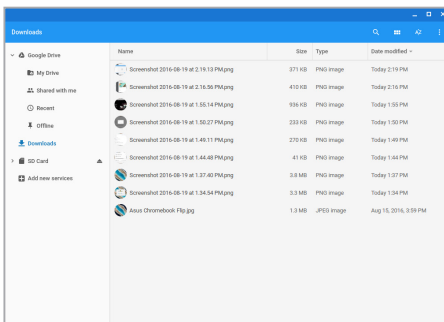 Downloads
Google Drive
My Drive
Shared with me
Recent
Offline
Downloads
SD Card
Add new services
Name Size Type Date modified
Screenshot 2016-08-19 at 2.19.13 PM.png 371 KB PNG image Today 2:19 PM
Screenshot 2016-08-19 at 2.16.56 PM.png 410 KB PNG image Today 2:16 PM
Screenshot 2016-08-19 at 1.55.14 PM.png 936 KB PNG image Today 1:55 PM
Screenshot 2016-08-19 at 1.50.27 PM.png 233 KB PNG image Today 1:50 PM
Screenshot 2016-08-19 at 1.49.11 PM.png 270 KB PNG image Today 1:49 PM
Screenshot 2016-08-19 at 1.44.48 PM.png 41 KB PNG image Today 1:44 PM
Screenshot 2016-08-19 at 1.37.40 PM.png 3.8 MB PNG image Today 1:37 PM
Screenshot 2016-08-19 at 1.34.54 PM.png 3.3 MB PNG image Today 1:34 PM
Asus Chromebook Flip.jpg 1.3 MB JPEG image Aug 15, 2016, 3:59 PM